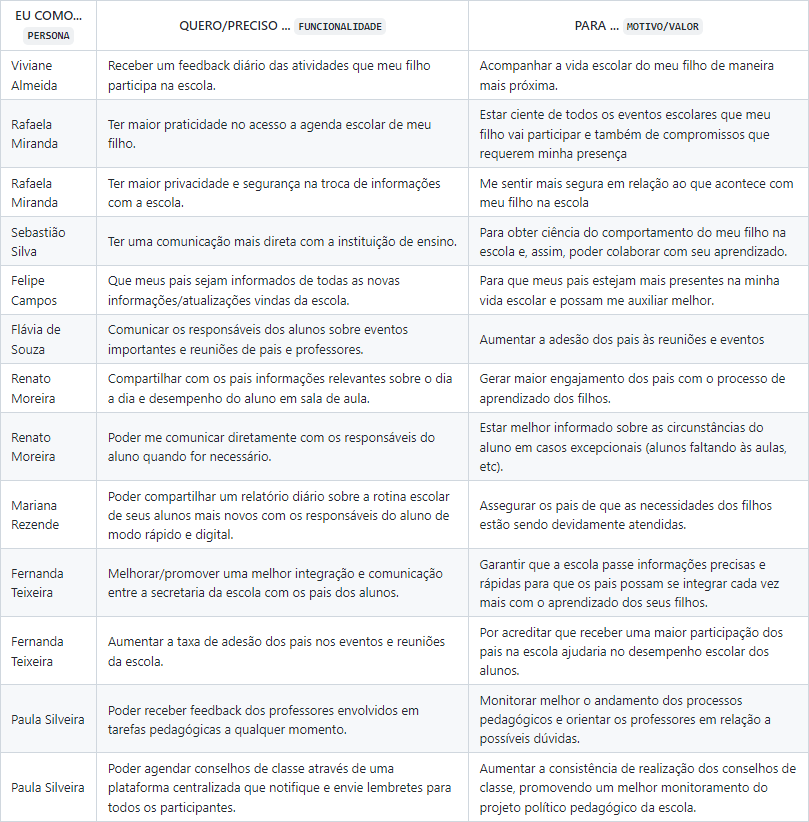 EU COMO... PERSONA
QUERO/PRECISO ... FUNCIONALIDADE
PARA ... MOTIVO/VALOR
Viviane
Almeida
Receber um feedback diário das atividades que meu filho
participa na escola.
Acompanhar a vida escolar do meu filho de maneira
mais próxima.
Rafaela
Miranda
Ter maior praticidade no acesso a agenda escolar de meu
filho.
Estar ciente de todos os eventos escolares que meu
filho vai participar e também de compromissos que
requerem minha presença
Rafaela
Miranda
Ter maior privacidade e segurança na troca de informações
com a escola.
Me sentir mais segura em relação ao que acontece com
meu filho na escola
Sebastião
Silva
Ter uma comunicação mais direta com a instituição de ensino.
Para obter ciência do comportamento do meu filho na
escola e, assim, poder colaborar com seu aprendizado.
Felipe
Campos
Que meus pais sejam informados de todas as novas
informações/atualizações vindas da escola.
Para que meus pais estejam mais presentes na minha
vida escolar e possam me auxiliar melhor.
Flávia de
Souza
Comunicar os responsáveis dos alunos sobre eventos
importantes e reuniões de pais e professores.
Aumentar a adesão dos pais às reuniões e eventos
Renato
Moreira
Compartilhar com os pais informações relevantes sobre o dia
a dia e desempenho do aluno em sala de aula.
Gerar maior engajamento dos pais com o processo de
aprendizado dos filhos.
Renato
Moreira
Poder me comunicar diretamente com os responsáveis do
aluno quando for necessário.
Estar melhor informado sobre as circunstâncias do
aluno em casos excepcionais (alunos faltando às aulas,
etc).
Mariana
Rezende
Poder compartilhar um relatório diário sobre a rotina escolar
de seus alunos mais novos com os responsáveis do aluno de
modo rápido e digital.
Assegurar os pais de que as necessidades dos filhos
estão sendo devidamente atendidas.
Fernanda
Teixeira
Melhorar/promover uma melhor integração e comunicação
entre a secretaria da escola com os pais dos alunos.
Garantir que a escola passe informações precisas e
rápidas para que os pais possam se integrar cada vez
mais com o aprendizado dos seus filhos.
Fernanda
Teixeira
Aumentar a taxa de adesão dos pais nos eventos e reuniões
da escola.
Por acreditar que receber uma maior participação dos
pais na escola ajudaria no desempenho escolar dos
alunos.
Paula Silveira
Poder receber feedback dos professores envolvidos em
tarefas pedagógicas a qualquer momento.
Monitorar melhor o andamento dos processos
pedagógicos e orientar os professores em relação a
possíveis dúvidas.
Paula Silveira
Poder agendar conselhos de classe através de uma
plataforma centralizada que notifique e envie lembretes para
todos os participantes.
Aumentar a consistência de realização dos conselhos de
classe, promovendo um melhor monitoramento do
projeto político pedagógico da escola.